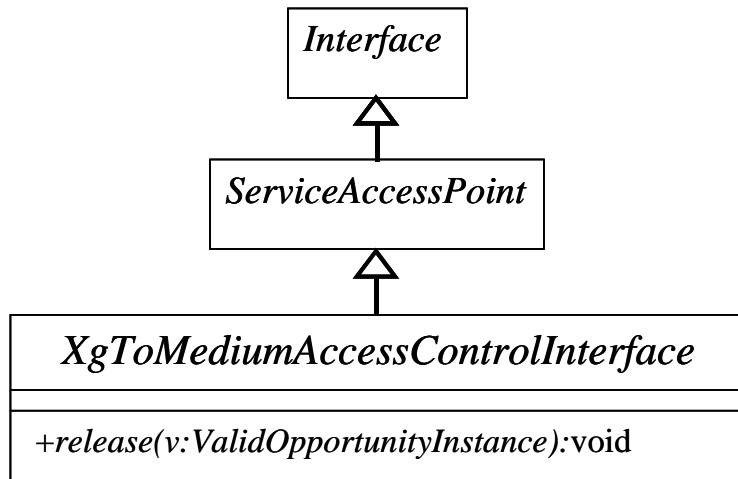 Interface
ServiceAccessPoint
XgToMediumAccessControlInterface
+release(v:ValidOpportunityInstance):void